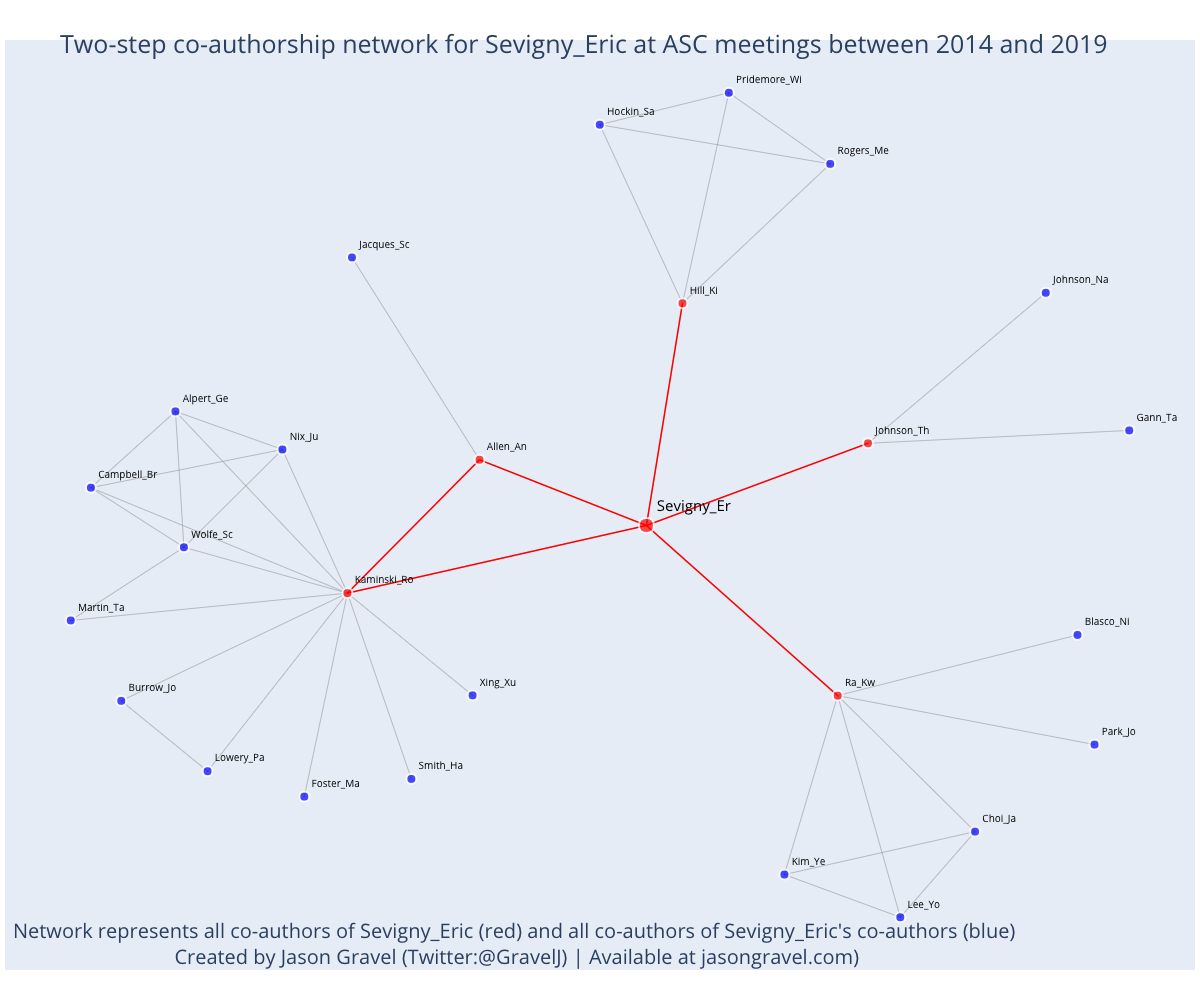 Two-step co-authorship network for Sevigny_Eric at ASC meetings between 2014 and 2019
Pridemore_Wi
Hockin_Sa
Rogers_Me
Jacques_Sc
Johnson_Na
Hill_Ki
Alpert_Ge
Gann_Ta
Johnson_Th
Nix_Ju
Allen_An
Campbell_Br
Sevigny_Er
Wolfe_Sc
Kaminski_Ro
Martin_Ta
Blasco_Ni
Burrow_Jo
Xing_Xu
Ra_Kw
Park_Jo
Lowery_Pa
Smith_Ha
Foster_Ma
Choi_Ja
Kim_Ye
Lee_Yo
Network represents all co-authors of Sevigny_Eric (red) and all co-authors of Sevigny_Eric's co-authors (blue)
Created by Jason Gravel (Twitter:@GravelJ) | Available at jasongravel.com)